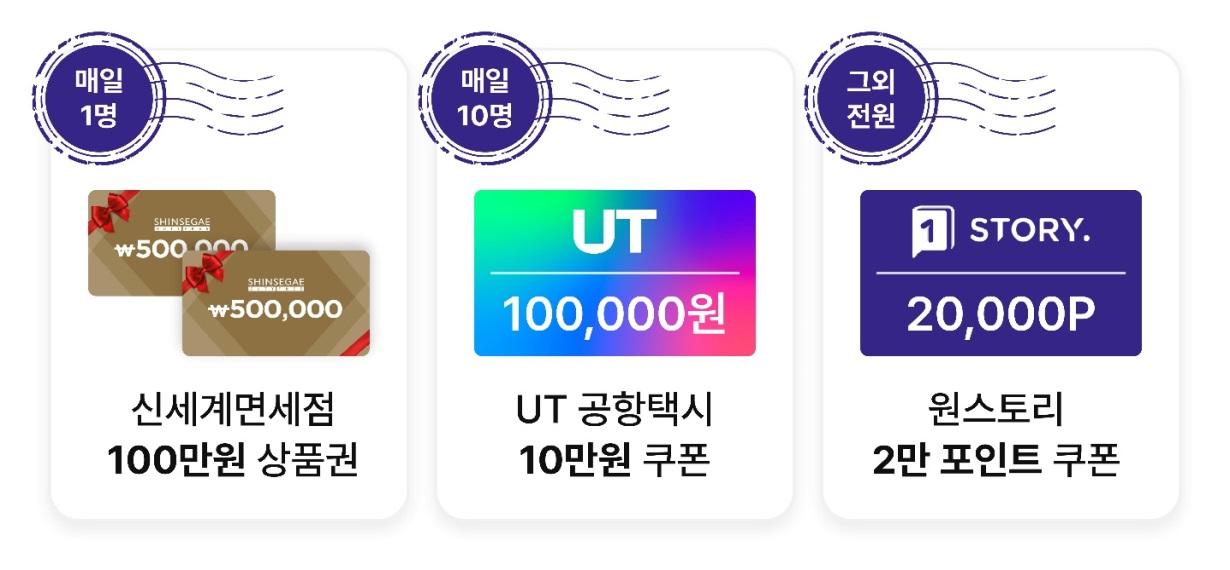 매일
1명
SHINSEGAE
₩500,000
SHINSEGAE
DUTY FREE
₩500,000
신세계면세점
100만원 상품권
매일
10명
UT
100,000원
UT 공항택시
10만원 쿠폰
그외
전원
1 STORY.
20,000P
원스토리
2만 포인트 쿠폰